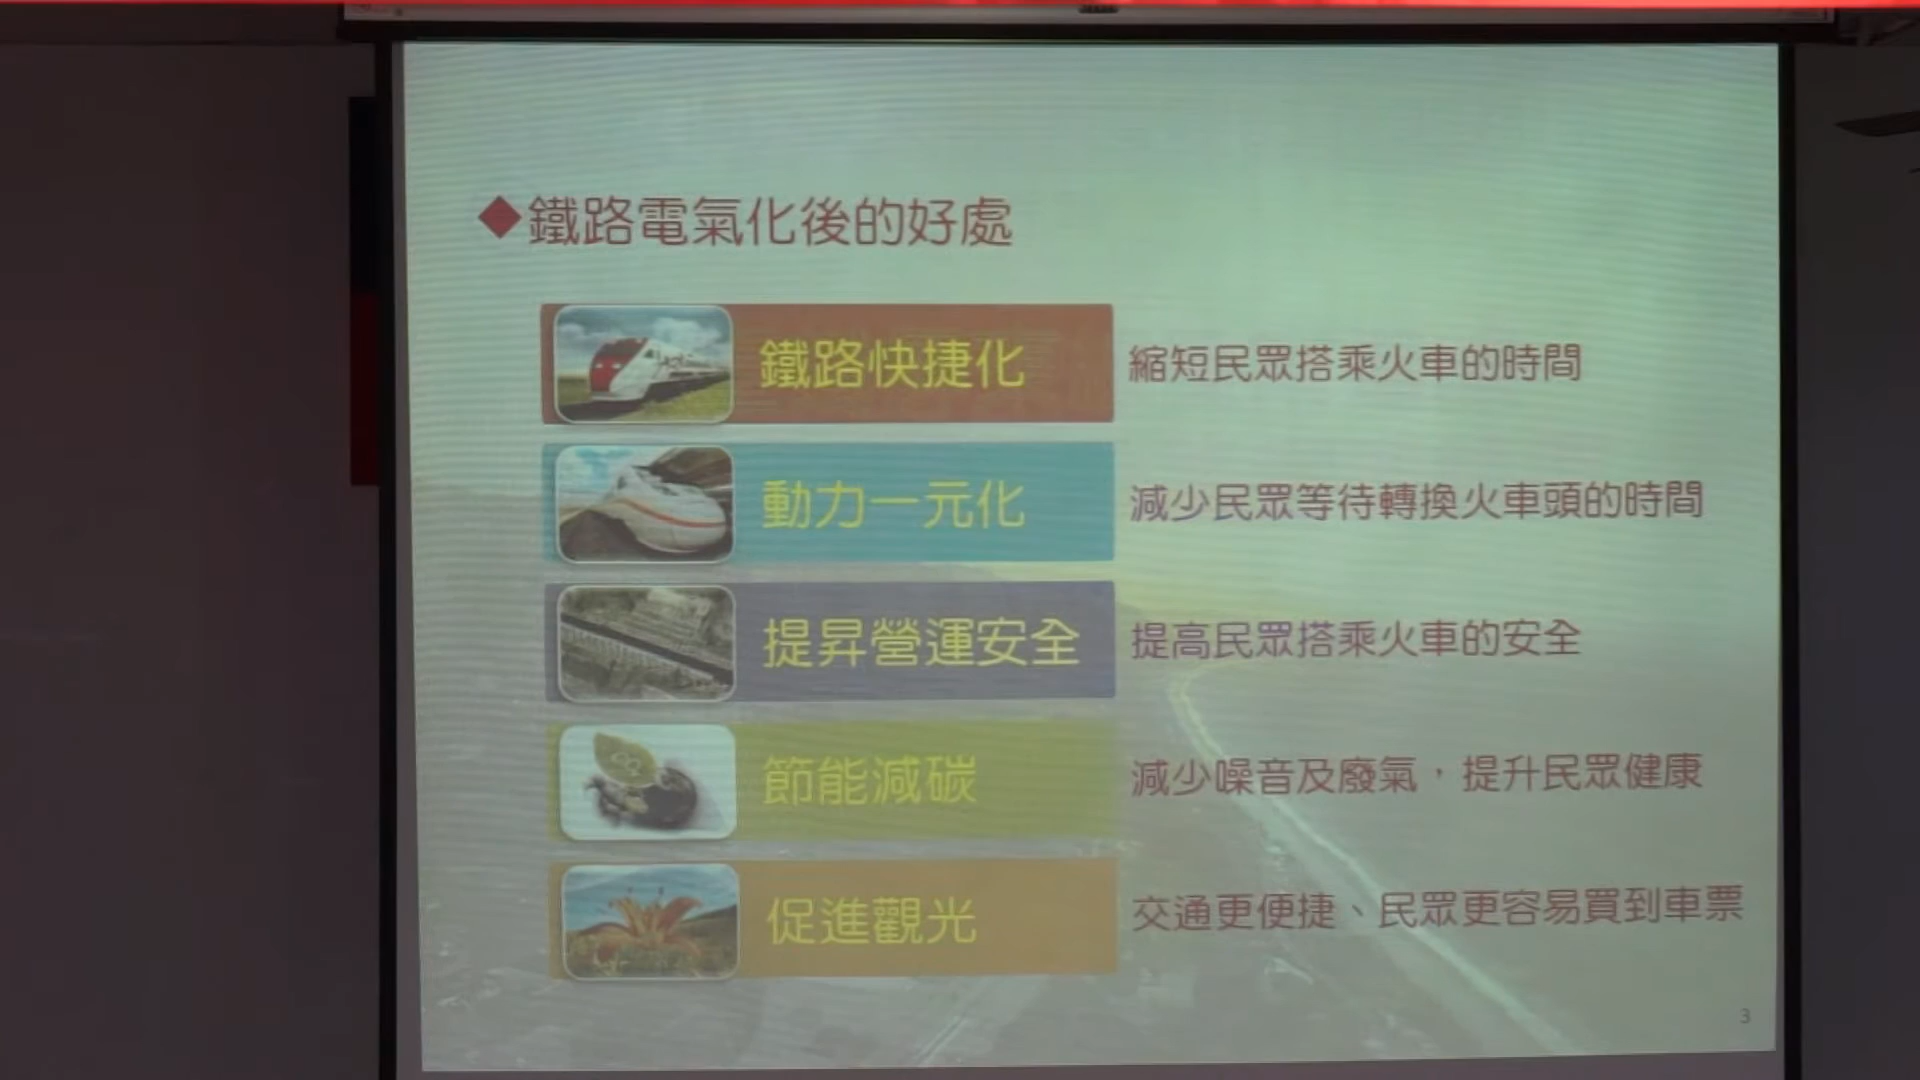 ◆鐵路電氣化後的好處
鐵路快捷化 縮短民眾搭乘火車的時間
動力一元化 減少民眾等待轉換火車頭的時間
提昇營運安全 提高民眾搭乘火車的安全
節能減碳 減少噪音及廢氣，提升民眾健康
促進觀光 交通更便捷、民眾更容易買到車票
3